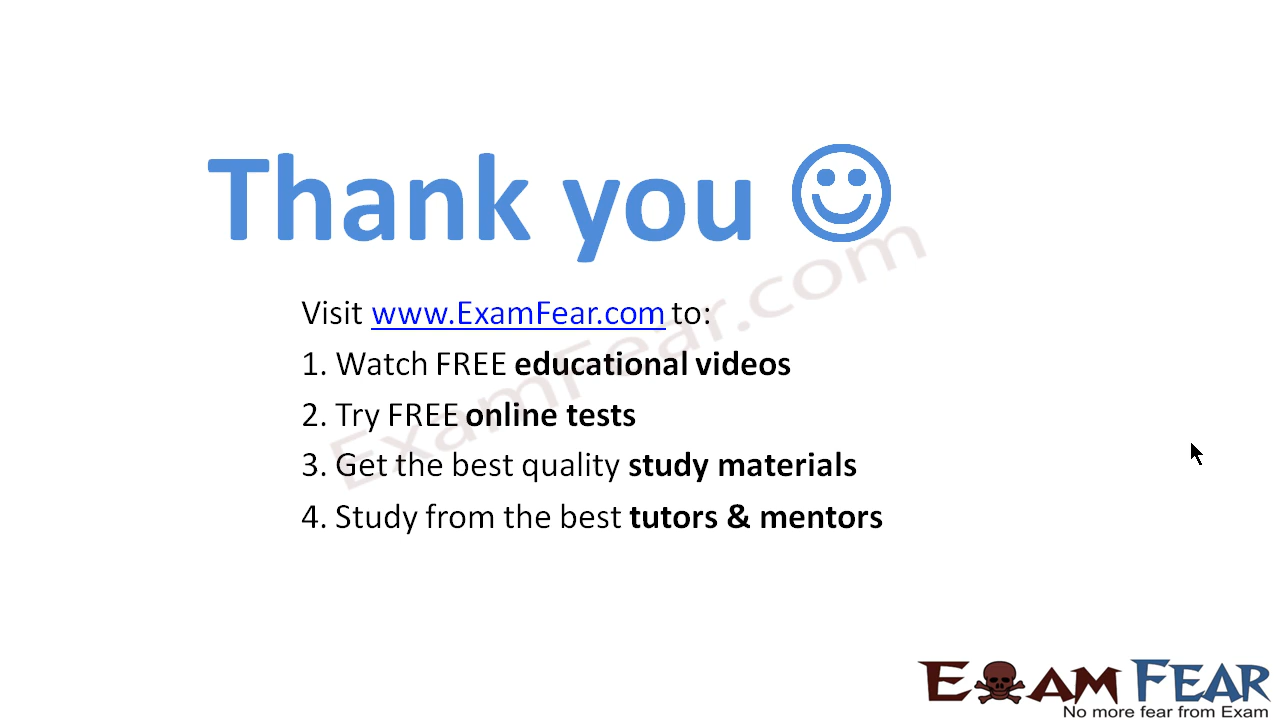 Thank you
Visit www.ExamFear.com to:
1. Watch FREE educational videos
2. Try FREE online tests
3. Get the best quality study materials
4. Study from the best tutors & mentors
ExamFear.com
EXAM FEAR
No more fear from Exam